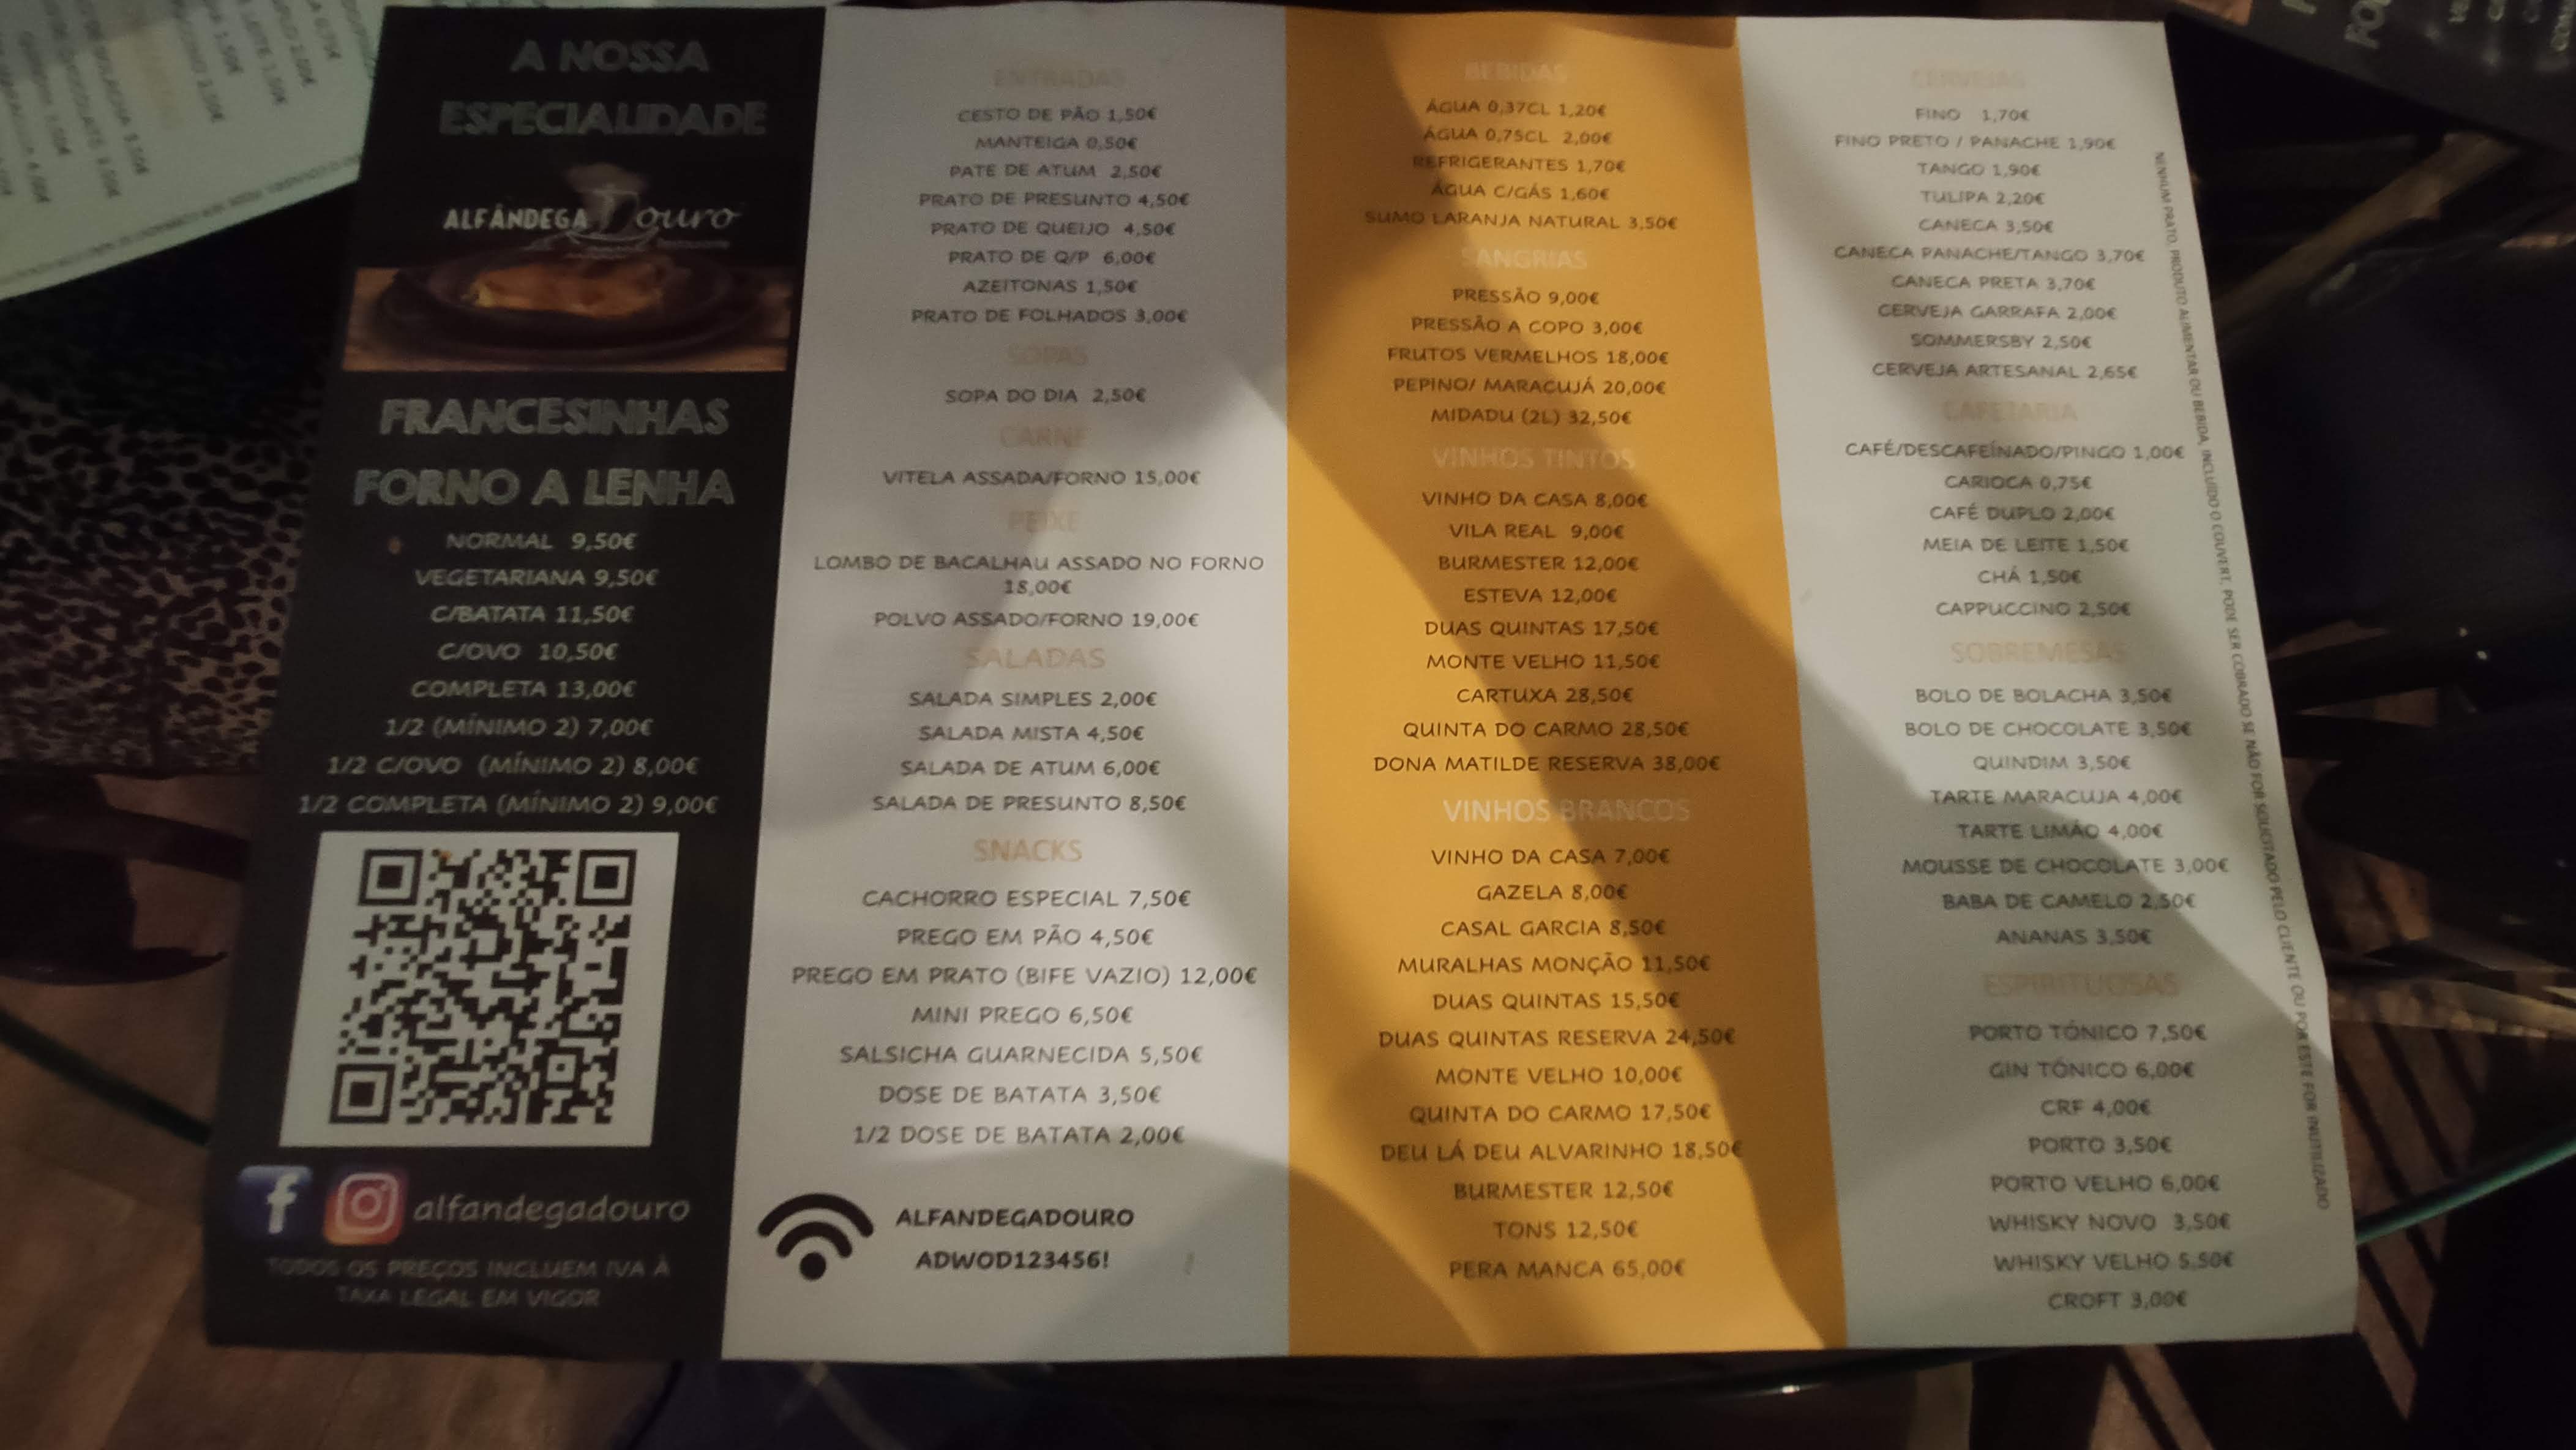 A NOSSA
ESPECIALIDADE
ALFÂNDEGA Douro
FRANCESINHAS
FORNO A LENHA
NORMAL 9,50€
VEGETARIANA 9,50€
C/BATATA 11,50€
C/OVO 10,50€
COMPLETA 13,00€
1/2 (MÍNIMO 2) 7,00€
1/2 C/OVO (MÍNIMO 2) 8,00€
1/2 COMPLETA (MÍNIMO 2) 9,00€
alfandegadouro
TODOS OS PREÇOS INCLUEM IVA À
TAXA LEGAL EM VIGOR
ENTRADAS
CESTO DE PÃO 1,50€
MANTEIGA 0,50€
PATE DE ATUM 2,50€
PRATO DE PRESUNTO 4,50€
PRATO DE QUEIJO 4,50€
PRATO DE Q/P 6,00€
AZEITONAS 1,50€
PRATO DE FOLHADOS 3,00€
SOPAS
SOPA DO DIA 2,50€
CARNE
VITELA ASSADA/FORNO 15,00€
PEIXE
LOMBO DE BACALHAU ASSADO NO FORNO
18,00€
POLVO ASSADO/FORNO 19,00€
SALADAS
SALADA SIMPLES 2,00€
SALADA MISTA 4,50€
SALADA DE ATUM 6,00€
SALADA DE PRESUNTO 8,50€
SNACKS
CACHORRO ESPECIAL 7,50€
PREGO EM PÃO 4,50€
PREGO EM PRATO (BIFE VAZIO) 12,00€
MINI PREGO 6,50€
SALSICHA GUARNECIDA 5,50€
DOSE DE BATATA 3,50€
1/2 DOSE DE BATATA 2,00€
ALFANDEGADOURO
ADWOD123456!
BEBIDAS
ÁGUA 0,37CL 1,20€
ÁGUA 0,75CL 2,00€
REFRIGERANTES 1,70€
ÁGUA C/GÁS 1,60€
SUMO LARANJA NATURAL 3,50€
SANGRIAS
PRESSÃO 9,00€
PRESSÃO A COPO 3,00€
FRUTOS VERMELHOS 18,00€
PEPINO/ MARACUJÁ 20,00€
MIDADU (2L) 32,50€
VINHOS TINTOS
VINHO DA CASA 8,00€
VILA REAL 9,00€
BURMESTER 12,00€
ESTEVA 12,00€
DUAS QUINTAS 17,50€
MONTE VELHO 11,50€
CARTUXA 28,50€
QUINTA DO CARMO 28,50€
DONA MATILDE RESERVA 38,00€
VINHOS BRANCOS
VINHO DA CASA 7,00€
GAZELA 8,00€
CASAL GARCIA 8,50€
MURALHAS MONÇÃO 11,50€
DUAS QUINTAS 15,50€
DUAS QUINTAS RESERVA 24,50€
MONTE VELHO 10,00€
QUINTA DO CARMO 17,50€
DEU LÁ DEU ALVARINHO 18,50€
BURMESTER 12,50€
TONS 12,50€
PERA MANCA 65,00€
CERVEJAS
FINO 1,70€
FINO PRETO / PANACHE 1,90€
TANGO 1,90€
TULIPA 2,20€
CANECA 3,50€
CANECA PANACHE/TANGO 3,70€
CANECA PRETA 3,70€
CERVEJA GARRAFA 2,00€
SOMMERSBY 2,50€
CERVEJA ARTESANAL 2,65€
CAFETARIA
CAFÉ/DESCAFEÍNADO/PINGO 1,00€
CARIOCA 0,75€
CAFÉ DUPLO 2,00€
MEIA DE LEITE 1,50€
CHÁ 1,50€
CAPPUCCINO 2,50€
SOBREMESAS
BOLO DE BOLACHA 3,50€
BOLO DE CHOCOLATE 3,50€
QUINDIM 3,50€
TARTE MARACUJA 4,00€
TARTE LIMÃO 4,00€
MOUSSE DE CHOCOLATE 3,00€
BABA DE CAMELO 2,50€
ANANAS 3,50€
ESPIRITUOSAS
PORTO TÓNICO 7,50€
GIN TÓNICO 6,00€
CRF 4,00€
PORTO 3,50€
PORTO VELHO 6,00€
WHISKY NOVO 3,50€
WHISKY VELHO 5,50€
CROFT 3,00€
NENHUM PRATO, PRODUTO ALIMENTAR OU BEBIDA, INCLUÍDO O COUVERT, PODE SER COBRADO SE NÃO FOR SOLICITADO PELO CLIENTE OU POR ESTE FOR INUTILIZADO